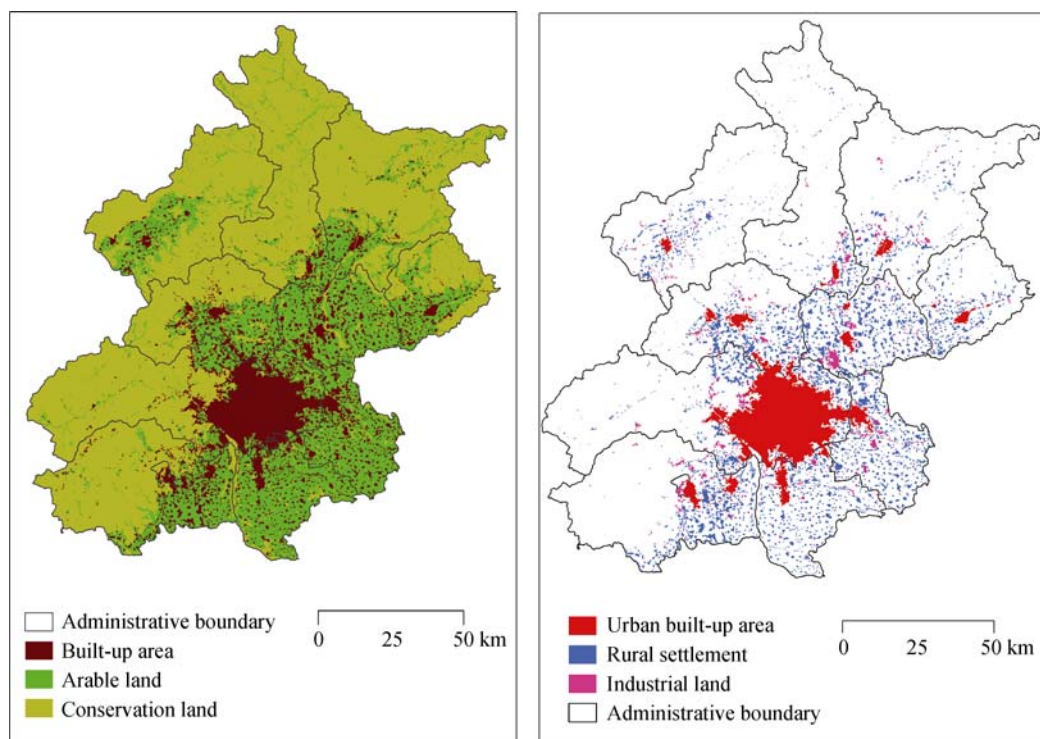 Administrative boundary
Built-up area
Arable land
Conservation land
0 25 50 km
Urban built-up area
Rural settlement
Industrial land
Administrative boundary
0 25 50 km